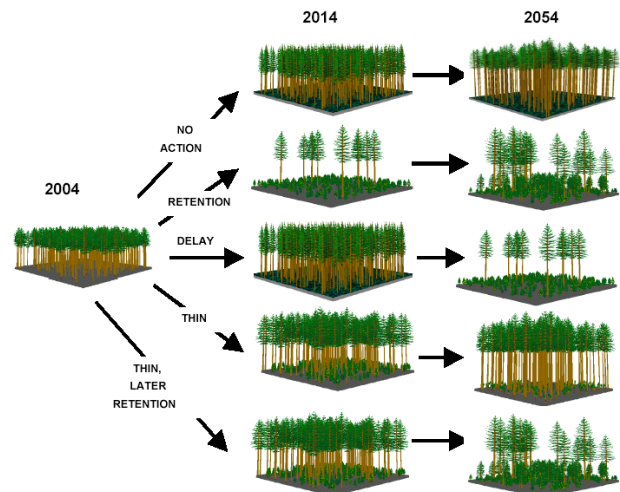 2014
2054
NO
ACTION
2004
RETENTION
DELAY
THIN
THIN,
LATER
RETENTION